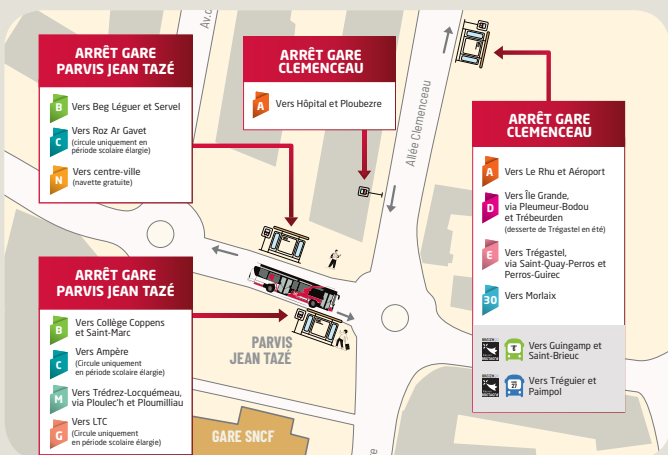 ARRÊT GARE
PARVIS JEAN TAZÉ
B Vers Beg Léguer et Servel
C Vers Roz Ar Gavet
(circule uniquement en
période scolaire élargie)
N Vers centre-ville
(navette gratuite)
ARRÊT GARE
CLEMENCEAU
A Vers Hôpital et Ploubezre
Allée Clemenceau
ARRÊT GARE
CLEMENCEAU
A Vers Le Rhu et Aéroport
D Vers Île Grande,
via Pleumeur-Bodou
et Trébeurden
(desserte de Trégastel en été)
E Vers Trégastel,
via Saint-Quay-Perros et
Perros-Guirec
30 Vers Morlaix
Vers Guingamp et
Saint-Brieuc
27 Vers Tréguier et
Paimpol
ARRÊT GARE
PARVIS JEAN TAZÉ
B Vers Collège Coppens
et Saint-Marc
C Vers Ampère
(Circule uniquement
en période scolaire élargie)
M Vers Trédrez-Locquémeau,
via Ploulec'h et Ploumilliau
G Vers LTC
(Circule uniquement
en période scolaire élargie)
PARVIS
JEAN TAZÉ
GARE SNCF